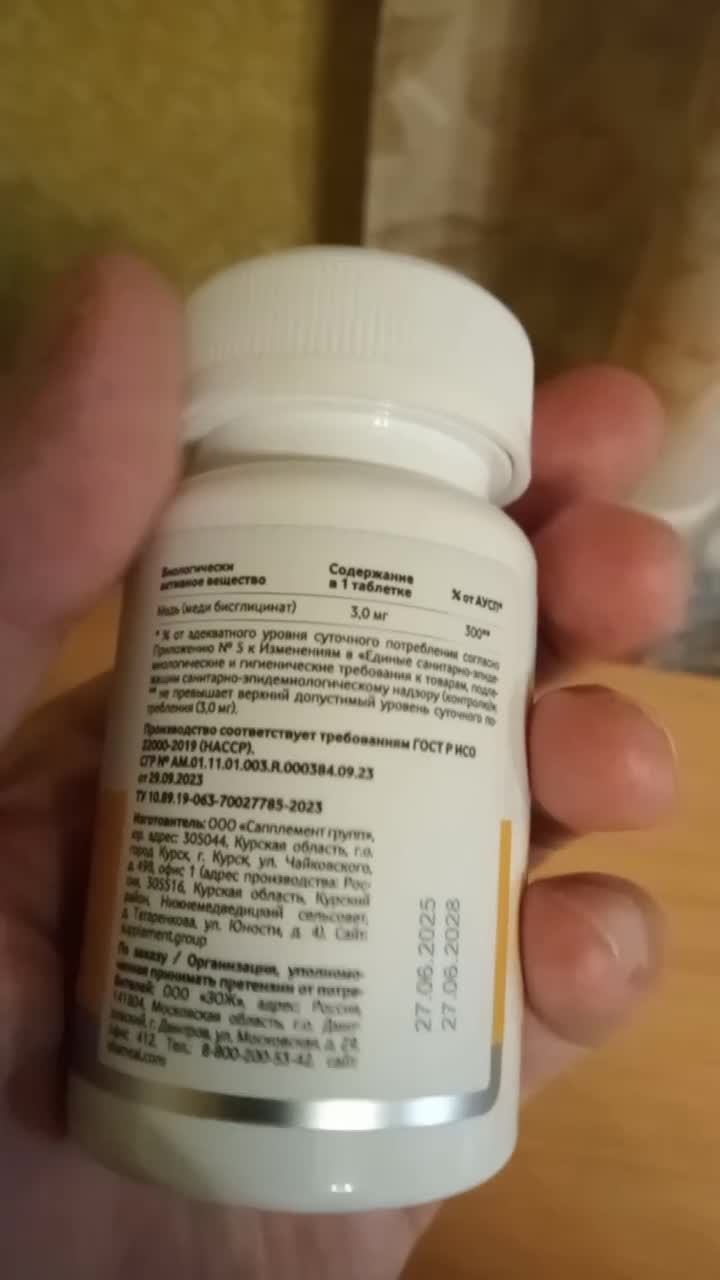 Биологически
активное вещество
Содержание
в 1 таблетке
% от АУСП*
Медь (меди бисглицинат)
3,0 мг
300**
* % от адекватного уровня суточного потребления согласно
Приложению № 5 к Изменениям в «Единые санитарно-эпиде-
миологические и гигиенические требования к товарам, подле-
жащим санитарно-эпидемиологическому надзору (контролю)».
** не превышает верхний допустимый уровень суточного по-
требления (3,0 мг).
Производство соответствует требованиям ГОСТ Р ИСО
22000-2019 (НАССР).
СГР № AM.01.11.01.003.R.000384.09.23
от 29.09.2023
ТУ 10.89.19-063-70027785-2023
Изготовитель: ООО «Сапплемент групп»,
юр. адрес: 305044, Курская область, г.о.
город Курск, г. Курск, ул. Чайковского,
д. 49В, офис 1 (адрес производства: Рос-
сия, 305516, Курская область, Курский
район, Нижнемедведицкий сельсовет,
д. Татаренкова, ул. Юности, д. 4). Сайт:
supplement.group
По заказу / Организация, уполномо-
ченная принимать претензии от потре-
бителей: ООО «ЗОЖ», адрес: Россия,
141804, Московская область, г.о. Дмит-
ровский, г. Дмитров, ул. Московская, д. 29,
офис 412. Тел.: 8-800-200-53-42, сайт:
27.06.2025
27.06.2028